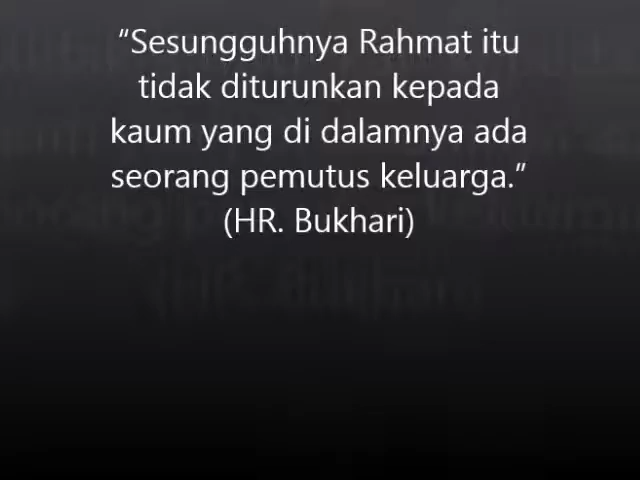 “Sesungguhnya Rahmat itu
tidak diturunkan kepada
kaum yang di dalamnya ada
seorang pemutus keluarga.”
(HR. Bukhari)